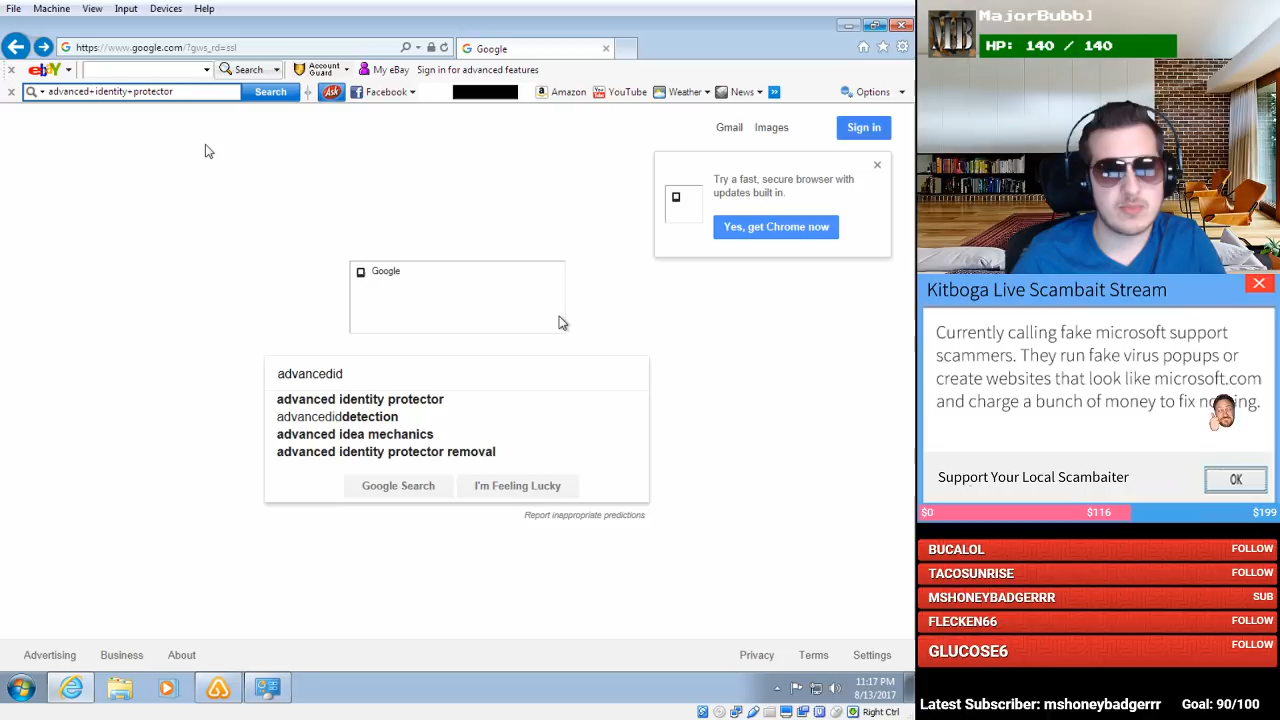 File Machine View Input Devices Help
https://www.google.com/?gws_rd=ssl
Google
ebY Search Account Guard My eBay Sign in for advanced features
advanced+identity+protector Search Ask Facebook Amazon YouTube Weather News Options
Gmail Images Sign in
Try a fast, secure browser with
updates built in.
Yes, get Chrome now
Google
advancedid
advanced identity protector
advancediddetection
advanced idea mechanics
advanced identity protector removal
Google Search I'm Feeling Lucky
Report inappropriate predictions
Advertising Business About Privacy Terms Settings
11:17 PM
8/13/2017
Right Ctrl
MB
MajorBubb]
HP: 140 / 140
Kitboga Live Scambait Stream
Currently calling fake microsoft support
scammers. They run fake virus popups or
create websites that look like microsoft.com
and charge a bunch of money to fix
Support Your Local Scambaiter
OK
$0 $116 $199
BUCALOL FOLLOW
TACOSUNRISE FOLLOW
MSHONEYBADGERRR SUB
FLECKEN66 FOLLOW
GLUCOSE6 FOLLOW
Latest Subscriber: mshoneybadgerrr Goal: 90/100